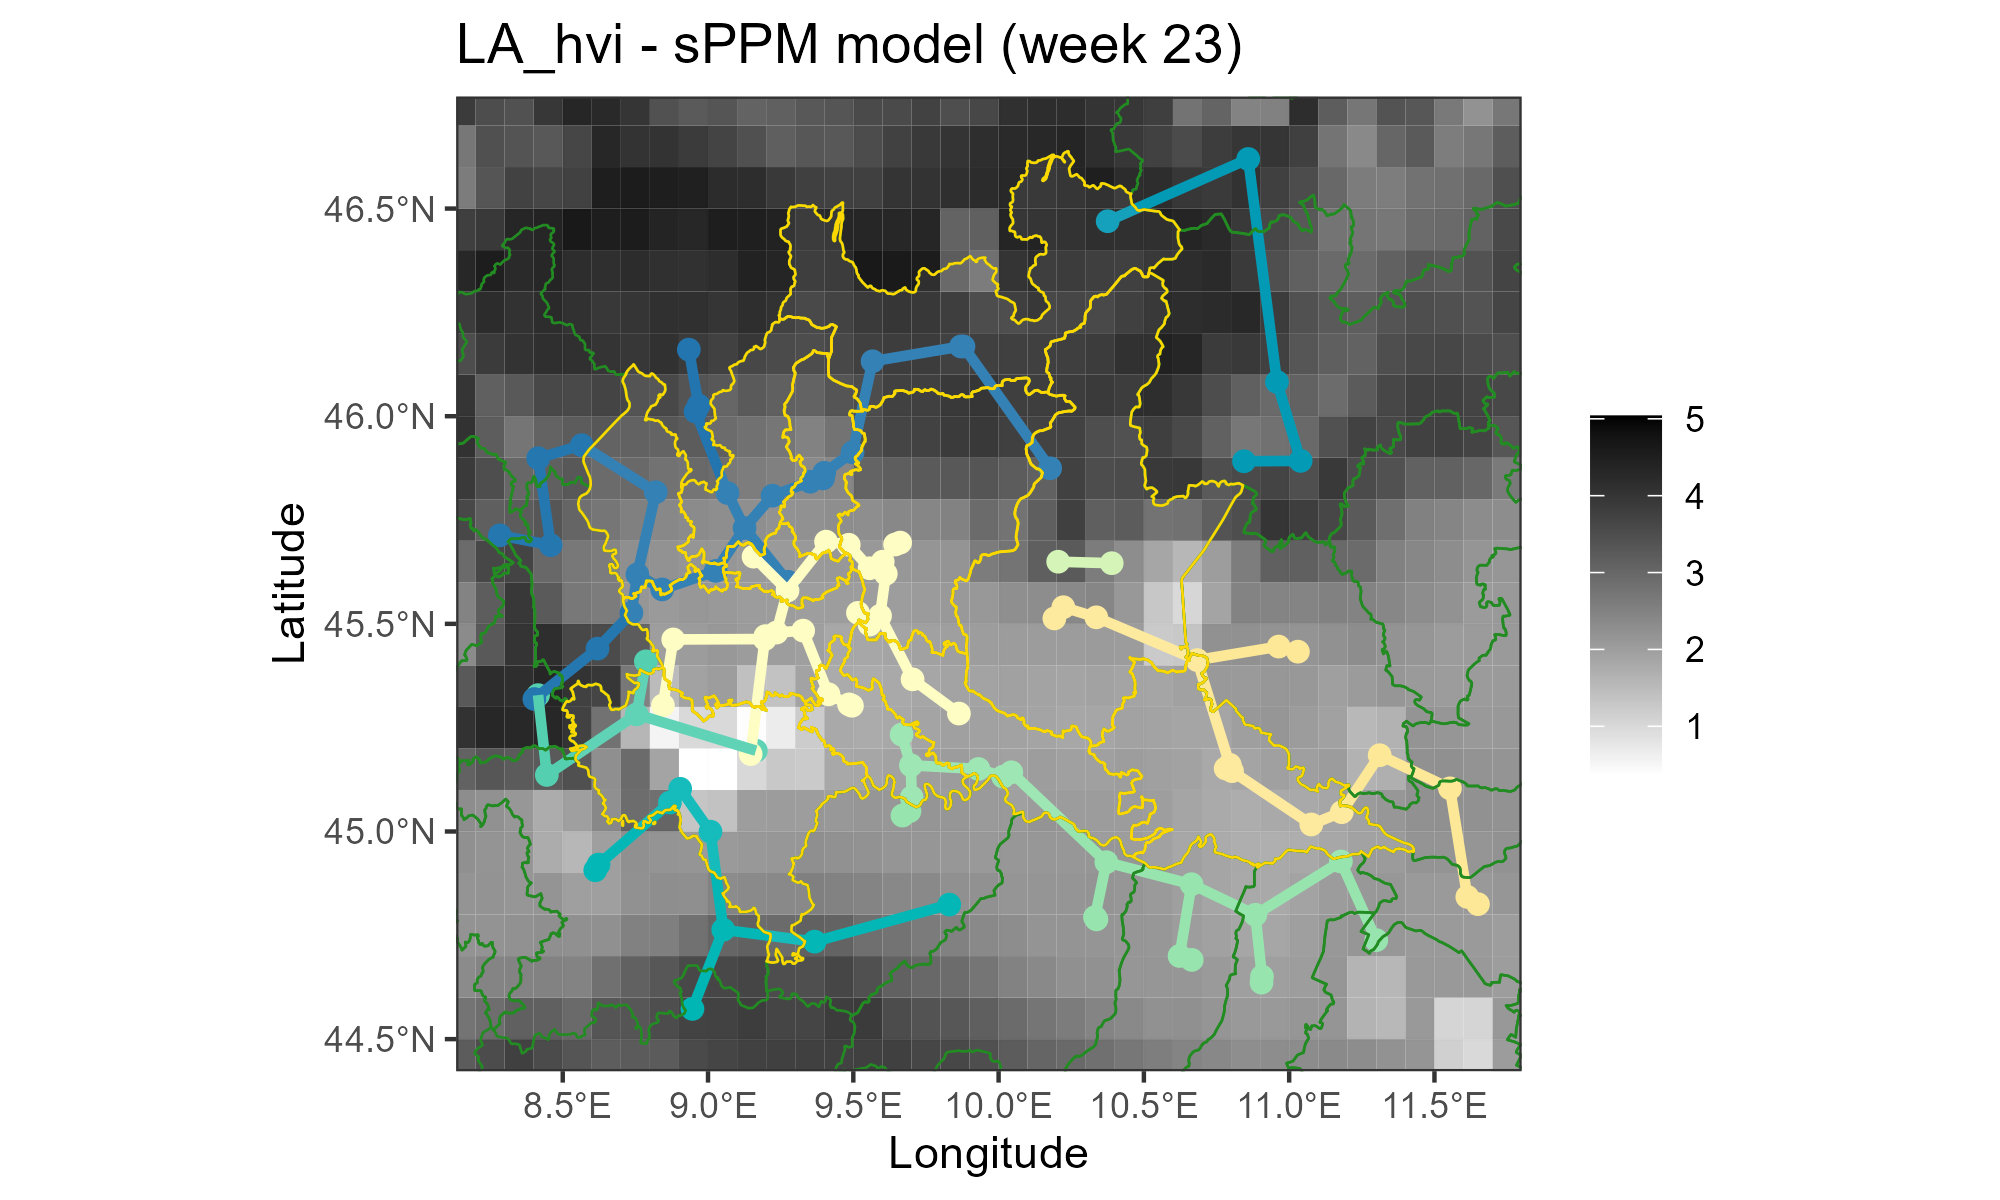 LA_hvi - sPPM model (week 23)
Latitude
46.5°N
46.0°N
45.5°N
45.0°N
44.5°N
8.5°E 9.0°E 9.5°E 10.0°E 10.5°E 11.0°E 11.5°E
Longitude
5
4
3
2
1